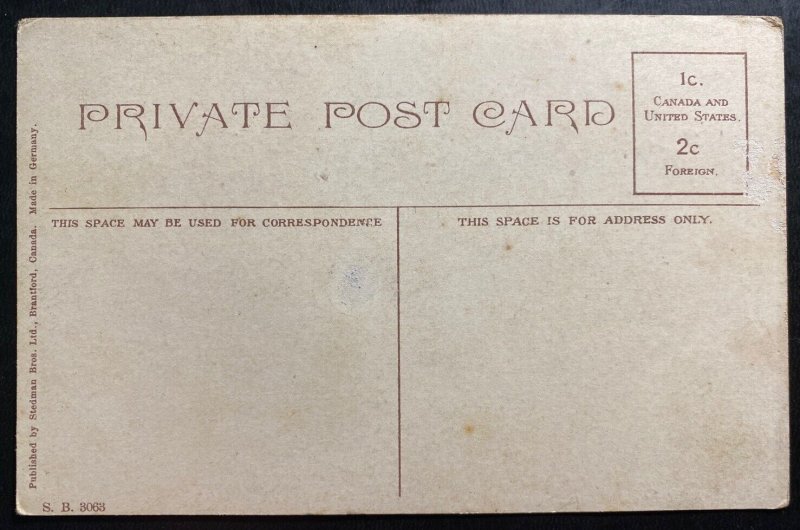 PRIVATE POST CARD
1c.
CANADA AND
UNITED STATES.
2c
FOREIGN.
THIS SPACE MAY BE USED FOR CORRESPONDENCE
THIS SPACE IS FOR ADDRESS ONLY.
Published by Stedman Bros. Ltd., Brantford, Canada. Made in Germany.
S. B. 3063